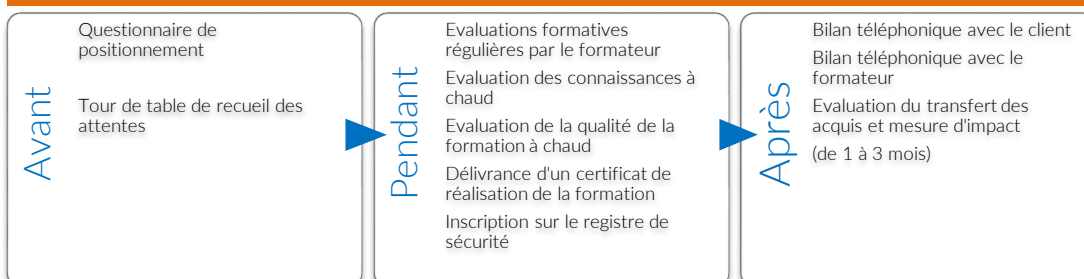 Avant
Questionnaire de
positionnement
Tour de table de recueil des
attentes
Pendant
Evaluations formatives
régulières par le formateur
Evaluation des connaissances à
chaud
Evaluation de la qualité de la
formation à chaud
Délivrance d'un certificat de
réalisation de la formation
Inscription sur le registre de
sécurité
Après
Bilan téléphonique avec le client
Bilan téléphonique avec le
formateur
Evaluation du transfert des
acquis et mesure d'impact
(de 1 à 3 mois)